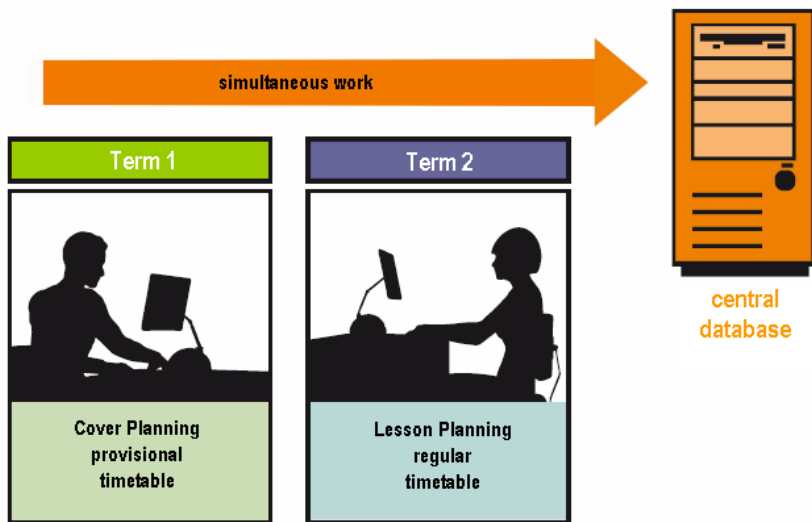 simultaneous work
Term 1
Term 2
central
database
Cover Planning
provisional
timetable
Lesson Planning
regular
timetable